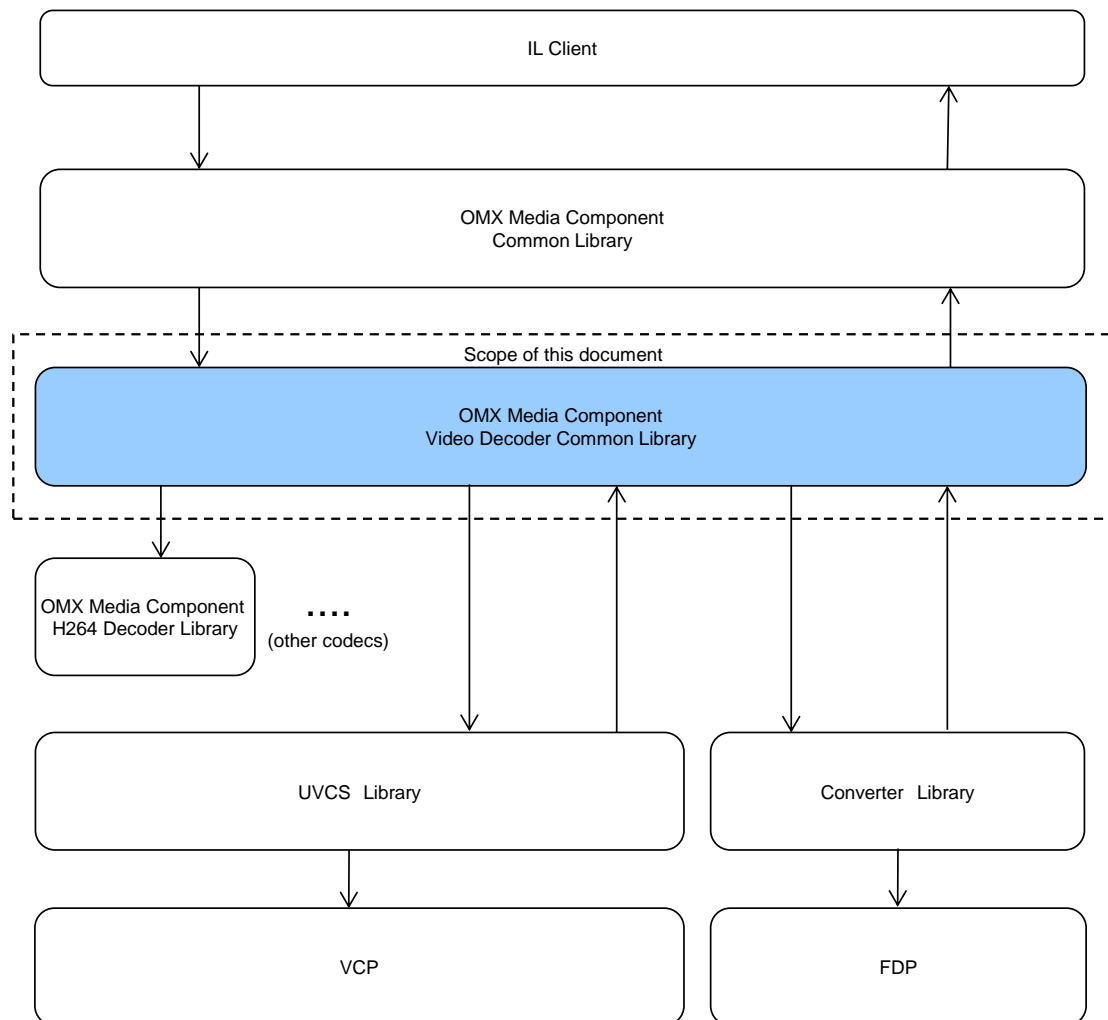 IL Client
OMX Media Component
Common Library
Scope of this document
OMX Media Component
Video Decoder Common Library
OMX Media Component
H264 Decoder Library
....
(other codecs)
UVCS Library
Converter Library
VCP
FDP